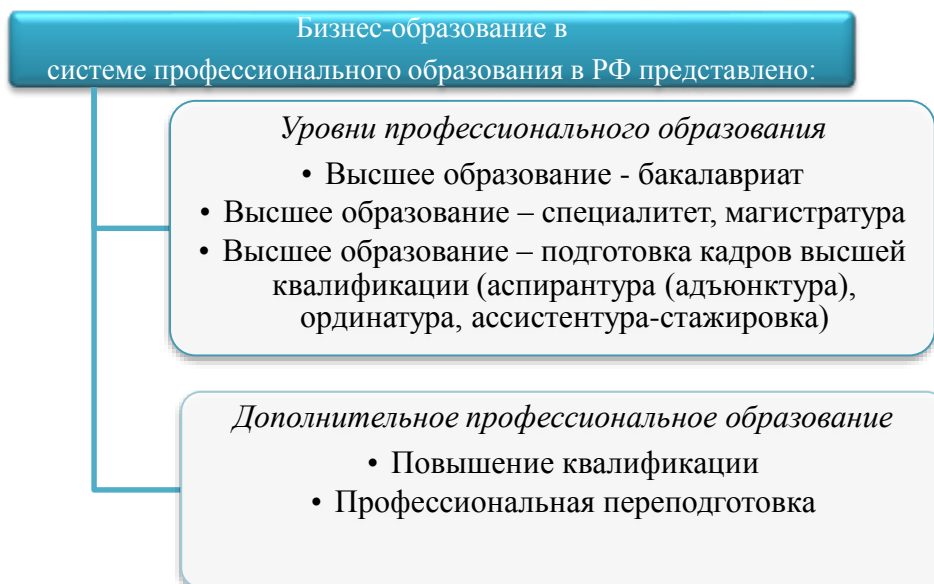 Бизнес-образование в
системе профессионального образования в РФ представлено:
Уровни профессионального образования
• Высшее образование - бакалавриат
• Высшее образование – специалитет, магистратура
• Высшее образование – подготовка кадров высшей
квалификации (аспирантура (адъюнктура),
ординатура, ассистентура-стажировка)
Дополнительное профессиональное образование
• Повышение квалификации
• Профессиональная переподготовка